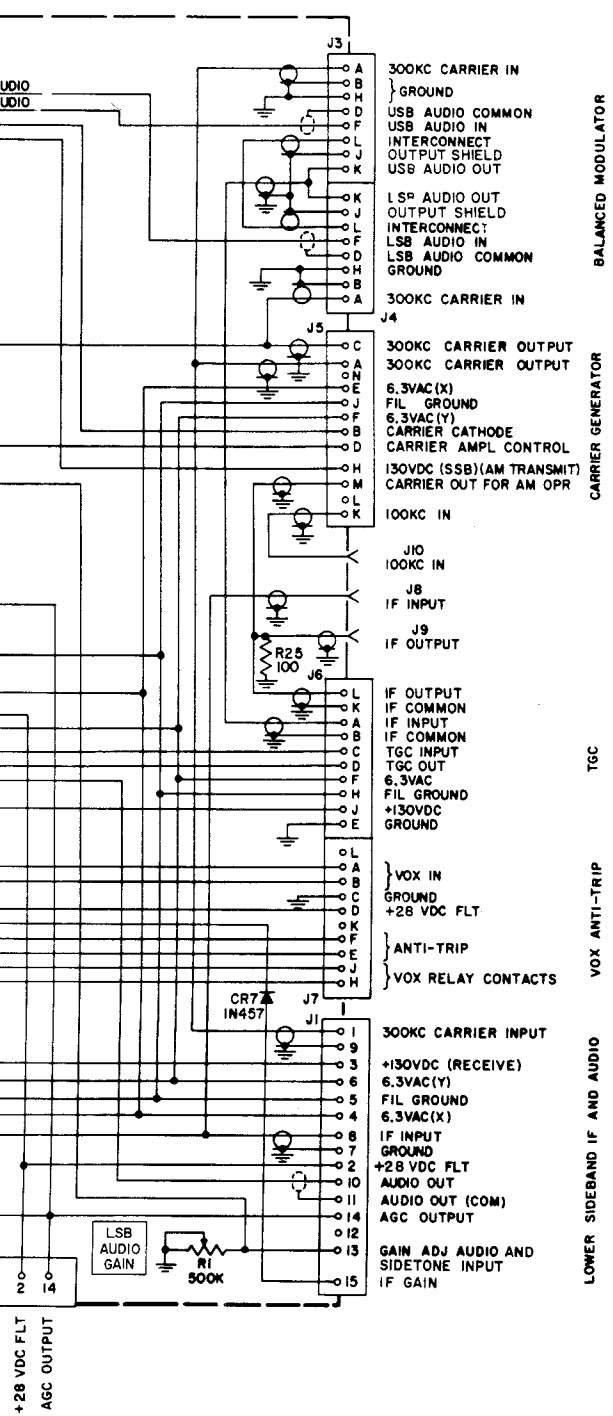 J3
A 300KC CARRIER IN
B
H } GROUND
D USB AUDIO COMMON
F USB AUDIO IN
L INTERCONNECT
J OUTPUT SHIELD
K USB AUDIO OUT
K LSB AUDIO OUT
J OUTPUT SHIELD
L INTERCONNECT
F LSB AUDIO IN
D LSB AUDIO COMMON
H GROUND
B
A 300KC CARRIER IN
J4
BALANCED MODULATOR
UDIO
UDIO
J5
C 300KC CARRIER OUTPUT
A 300KC CARRIER OUTPUT
N
E 6.3VAC(X)
J FIL GROUND
F 6.3VAC(Y)
B CARRIER CATHODE
D CARRIER AMPL CONTROL
H 130VDC (SSB)(AM TRANSMIT)
M CARRIER OUT FOR AM OPR
L
K 100KC IN
CARRIER GENERATOR
J10
100KC IN
J8
IF INPUT
J9
IF OUTPUT
R25
100
J6
L IF OUTPUT
K IF COMMON
A IF INPUT
B IF COMMON
C TGC INPUT
D TGC OUT
F 6.3VAC
H FIL GROUND
J +130VDC
E GROUND
TGC
L
A
B } VOX IN
C GROUND
D +28 VDC FLT
K
F
E } ANTI-TRIP
J
H } VOX RELAY CONTACTS
J7
VOX ANTI-TRIP
CR7
IN457
J1
1 300KC CARRIER INPUT
9
3 +130VDC (RECEIVE)
6 6.3VAC(Y)
5 FIL GROUND
4 6.3VAC(X)
8 IF INPUT
7 GROUND
2 +28 VDC FLT
10 AUDIO OUT
11 AUDIO OUT (COM)
14 AGC OUTPUT
12
13 GAIN ADJ AUDIO AND
SIDETONE INPUT
15 IF GAIN
LOWER SIDEBAND IF AND AUDIO
LSB
AUDIO
GAIN
R1
500K
2 14
+28 VDC FLT
AGC OUTPUT